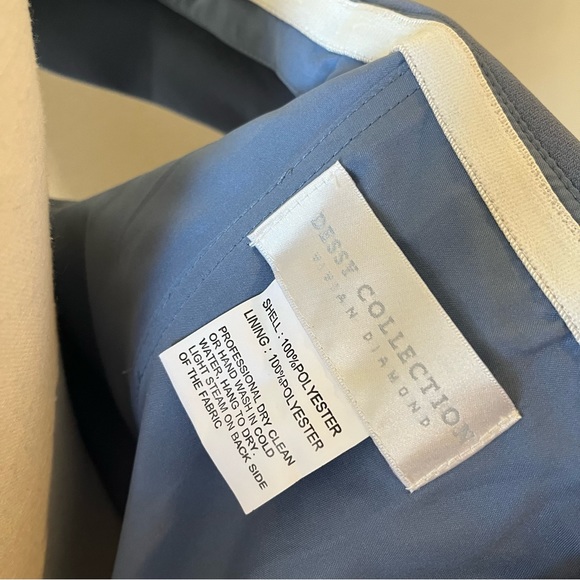 DESSY COLLECTION
VIVIAN DIAMOND
SHELL : 100%POLYESTER
LINING : 100%POLYESTER
PROFESSIONAL DRY CLEAN
OR HAND WASH IN COLD
WATER, HANG TO DRY :
LIGHT STEAM ON BACK SIDE
OF THE FABRIC